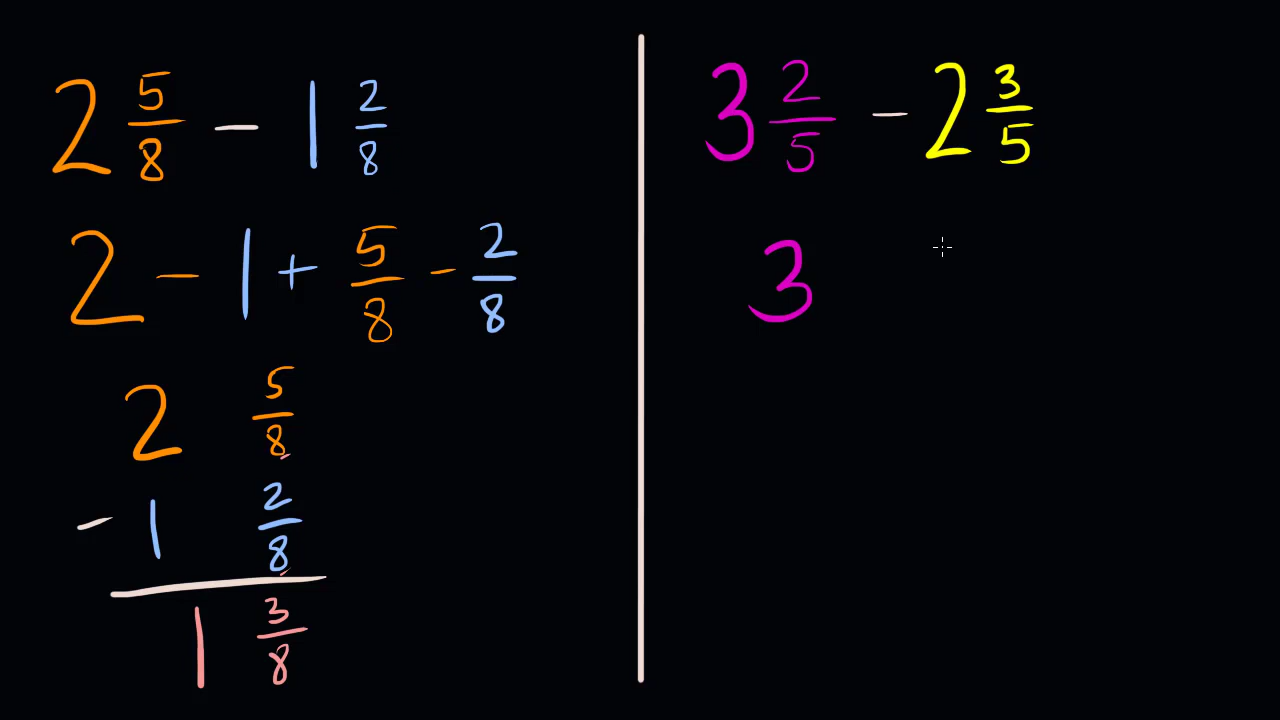 2 5/8 - 1 2/8
2 - 1 + 5/8 - 2/8
2 5/8
- 1 2/8
1 3/8
3 2/5 - 2 3/5
3